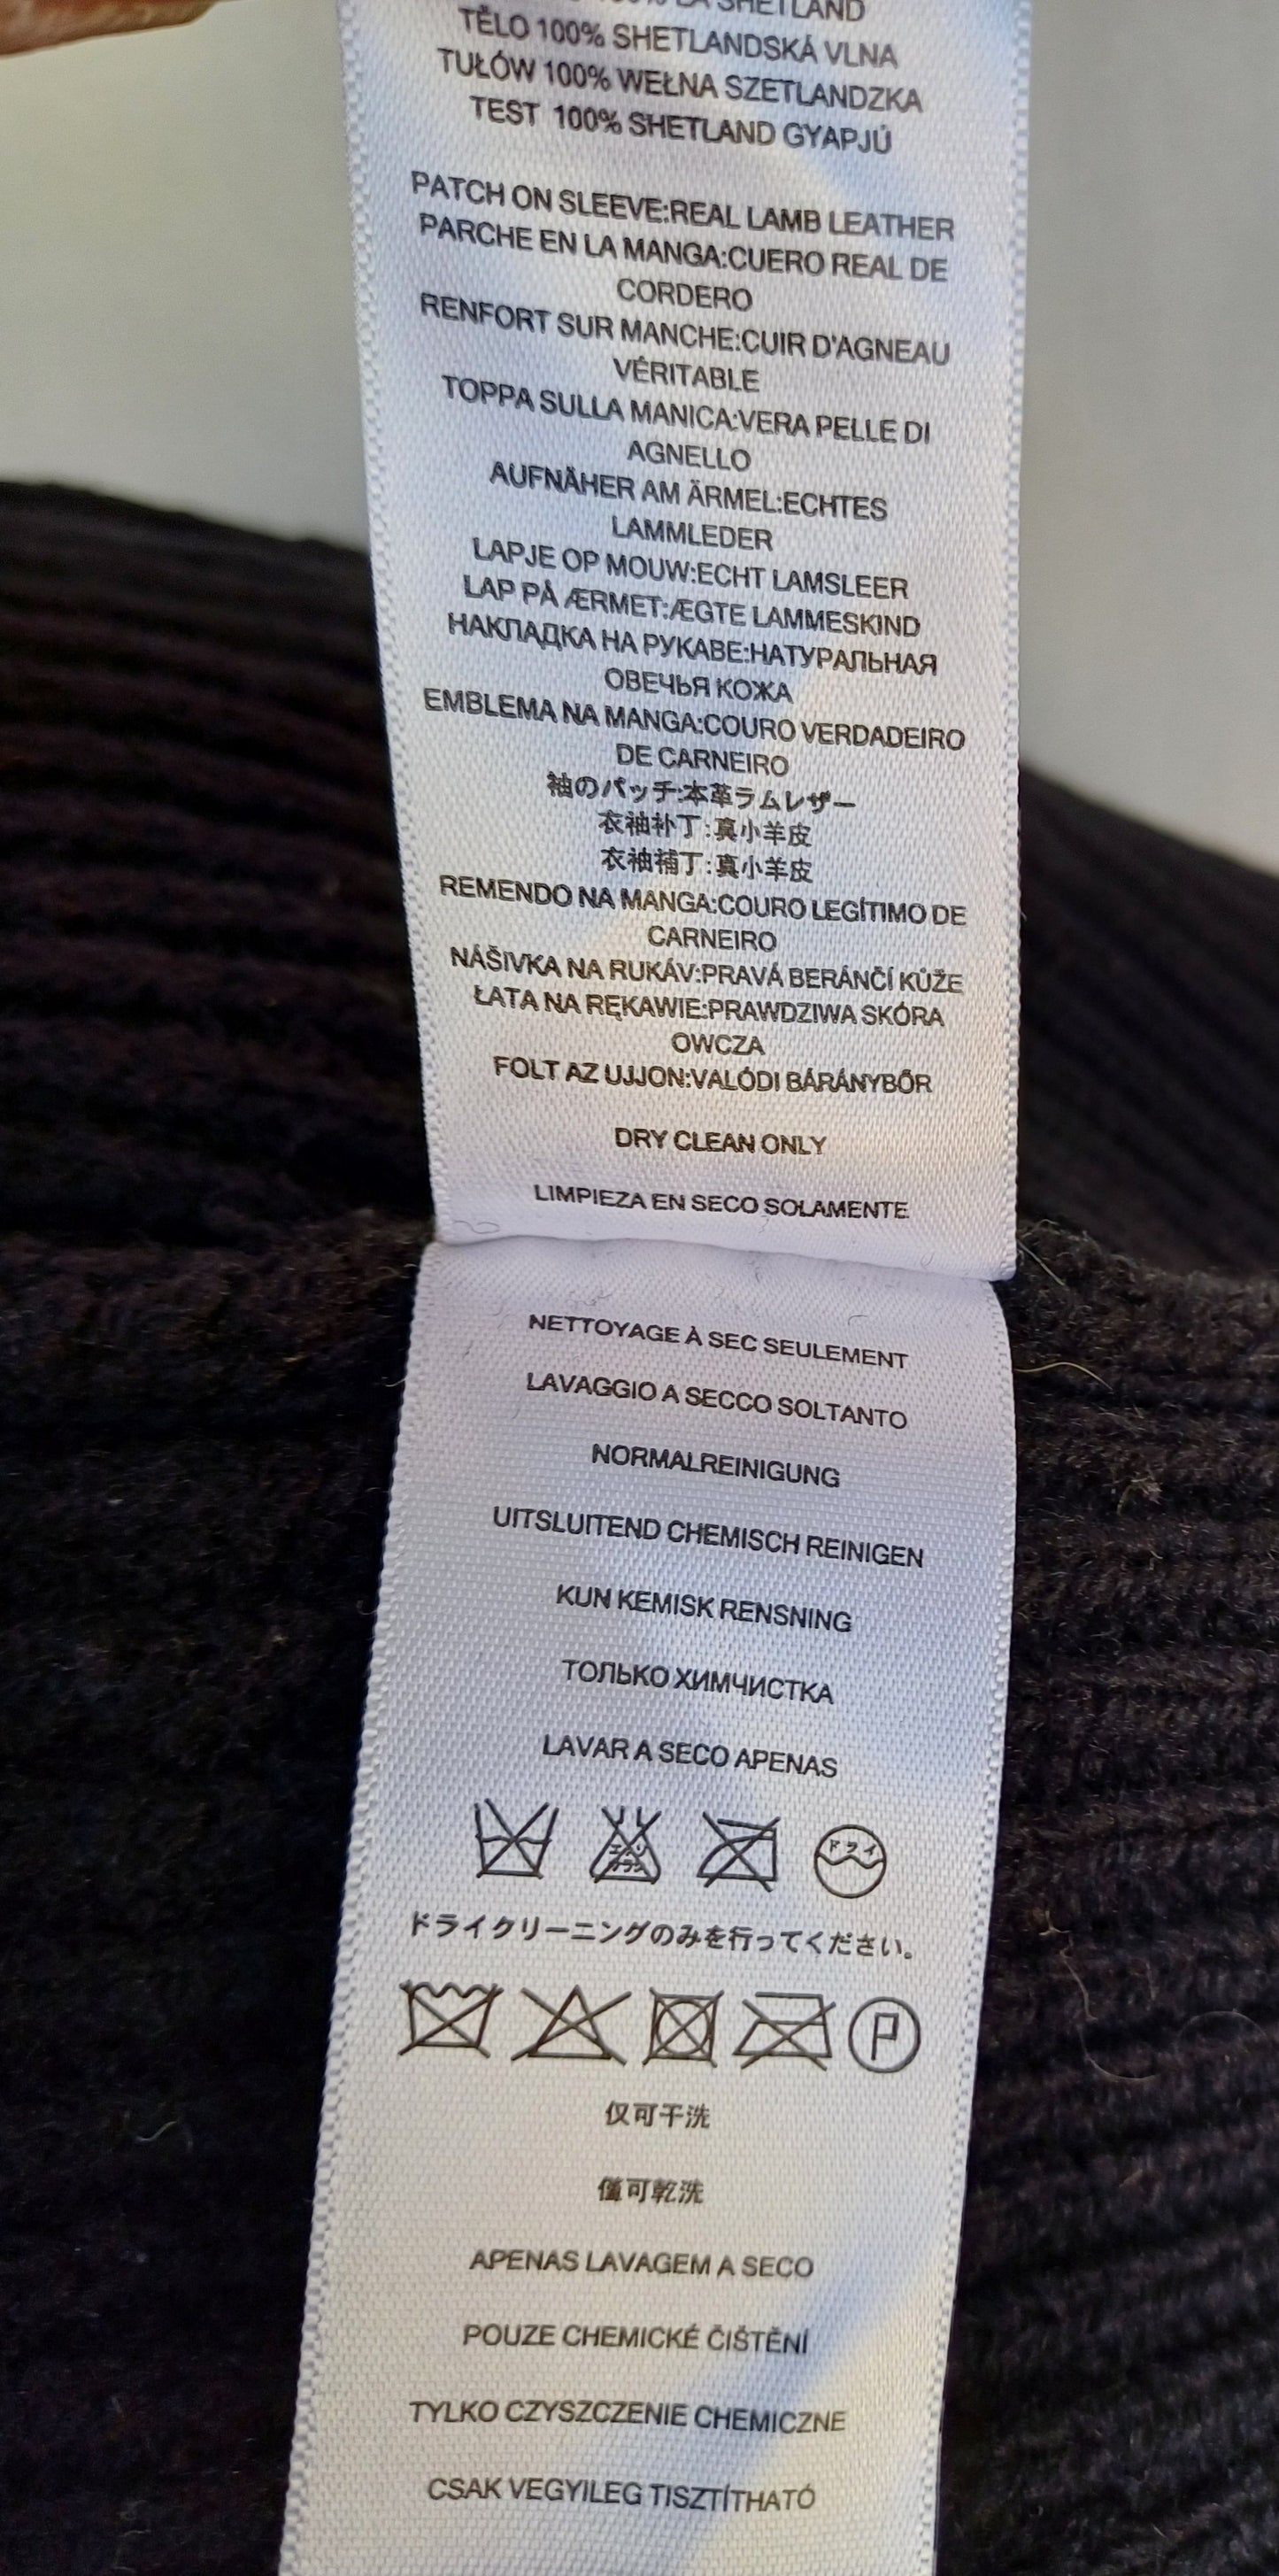 100% LA SHETLAND
TĚLO 100% SHETLANDSKÁ VLNA
TUŁÓW 100% WEŁNA SZETLANDZKA
TEST 100% SHETLAND GYAPJÚ
PATCH ON SLEEVE:REAL LAMB LEATHER
PARCHE EN LA MANGA:CUERO REAL DE
CORDERO
RENFORT SUR MANCHE:CUIR D'AGNEAU
VÉRITABLE
TOPPA SULLA MANICA:VERA PELLE DI
AGNELLO
AUFNÄHER AM ÄRMEL:ECHTES
LAMMLEDER
LAPJE OP MOUW:ECHT LAMSLEER
LAP PÅ ÆRMET:ÆGTE LAMMESKIND
НАКЛАДКА НА РУКАВЕ:НАТУРАЛЬНАЯ
ОВЕЧЬЯ КОЖА
EMBLEMA NA MANGA:COURO VERDADEIRO
DE CARNEIRO
袖のパッチ:本革ラムレザー
衣袖补丁:真小羊皮
衣袖補丁:真小羊皮
REMENDO NA MANGA:COURO LEGÍTIMO DE
CARNEIRO
NÁŠIVKA NA RUKÁV:PRAVÁ BERÁNČÍ KŮŽE
ŁATA NA RĘKAWIE:PRAWDZIWA SKÓRA
OWCZA
FOLT AZ UJJON:VALÓDI BÁRÁNYBŐR
DRY CLEAN ONLY
LIMPIEZA EN SECO SOLAMENTE
NETTOYAGE À SEC SEULEMENT
LAVAGGIO A SECCO SOLTANTO
NORMALREINIGUNG
UITSLUITEND CHEMISCH REINIGEN
KUN KEMISK RENSNING
ТОЛЬКО ХИМЧИСТКА
LAVAR A SECO APENAS
ドライ
ドライクリーニングのみを行ってください。
P
仅可干洗
僅可乾洗
APENAS LAVAGEM A SECO
POUZE CHEMICKÉ ČIŠTĚNÍ
TYLKO CZYSZCZENIE CHEMICZNE
CSAK VEGYILEG TISZTÍTHATÓ